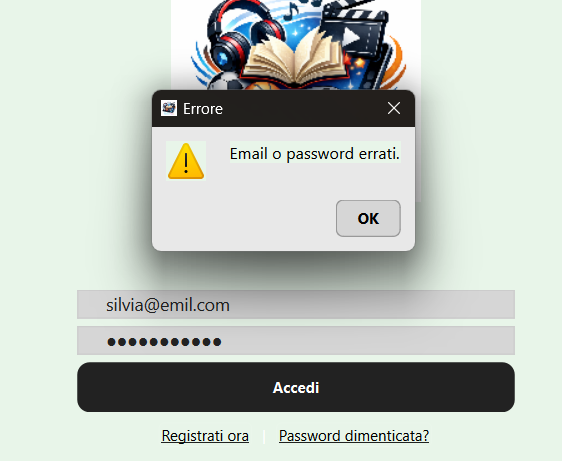 Errore
Email o password errati.
OK
silvia@emil.com
●●●●●●●●●●●
Accedi
Registrati ora | Password dimenticata?